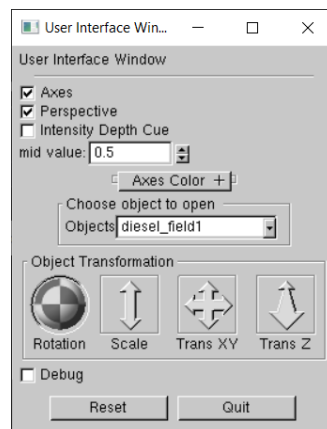 User Interface Win...
User Interface Window
Axes
Perspective
Intensity Depth Cue
mid value: 0.5
Axes Color +
Choose object to open
Objects diesel_field1
Object Transformation
Rotation Scale Trans XY Trans Z
Debug
Reset Quit